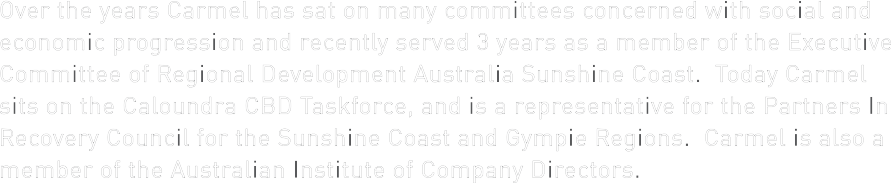 Over the years Carmel has sat on many committees concerned with social and
economic progression and recently served 3 years as a member of the Executive
Committee of Regional Development Australia Sunshine Coast.  Today Carmel
sits on the Caloundra CBD Taskforce, and is a representative for the Partners In
Recovery Council for the Sunshine Coast and Gympie Regions.  Carmel is also a
member of the Australian Institute of Company Directors.